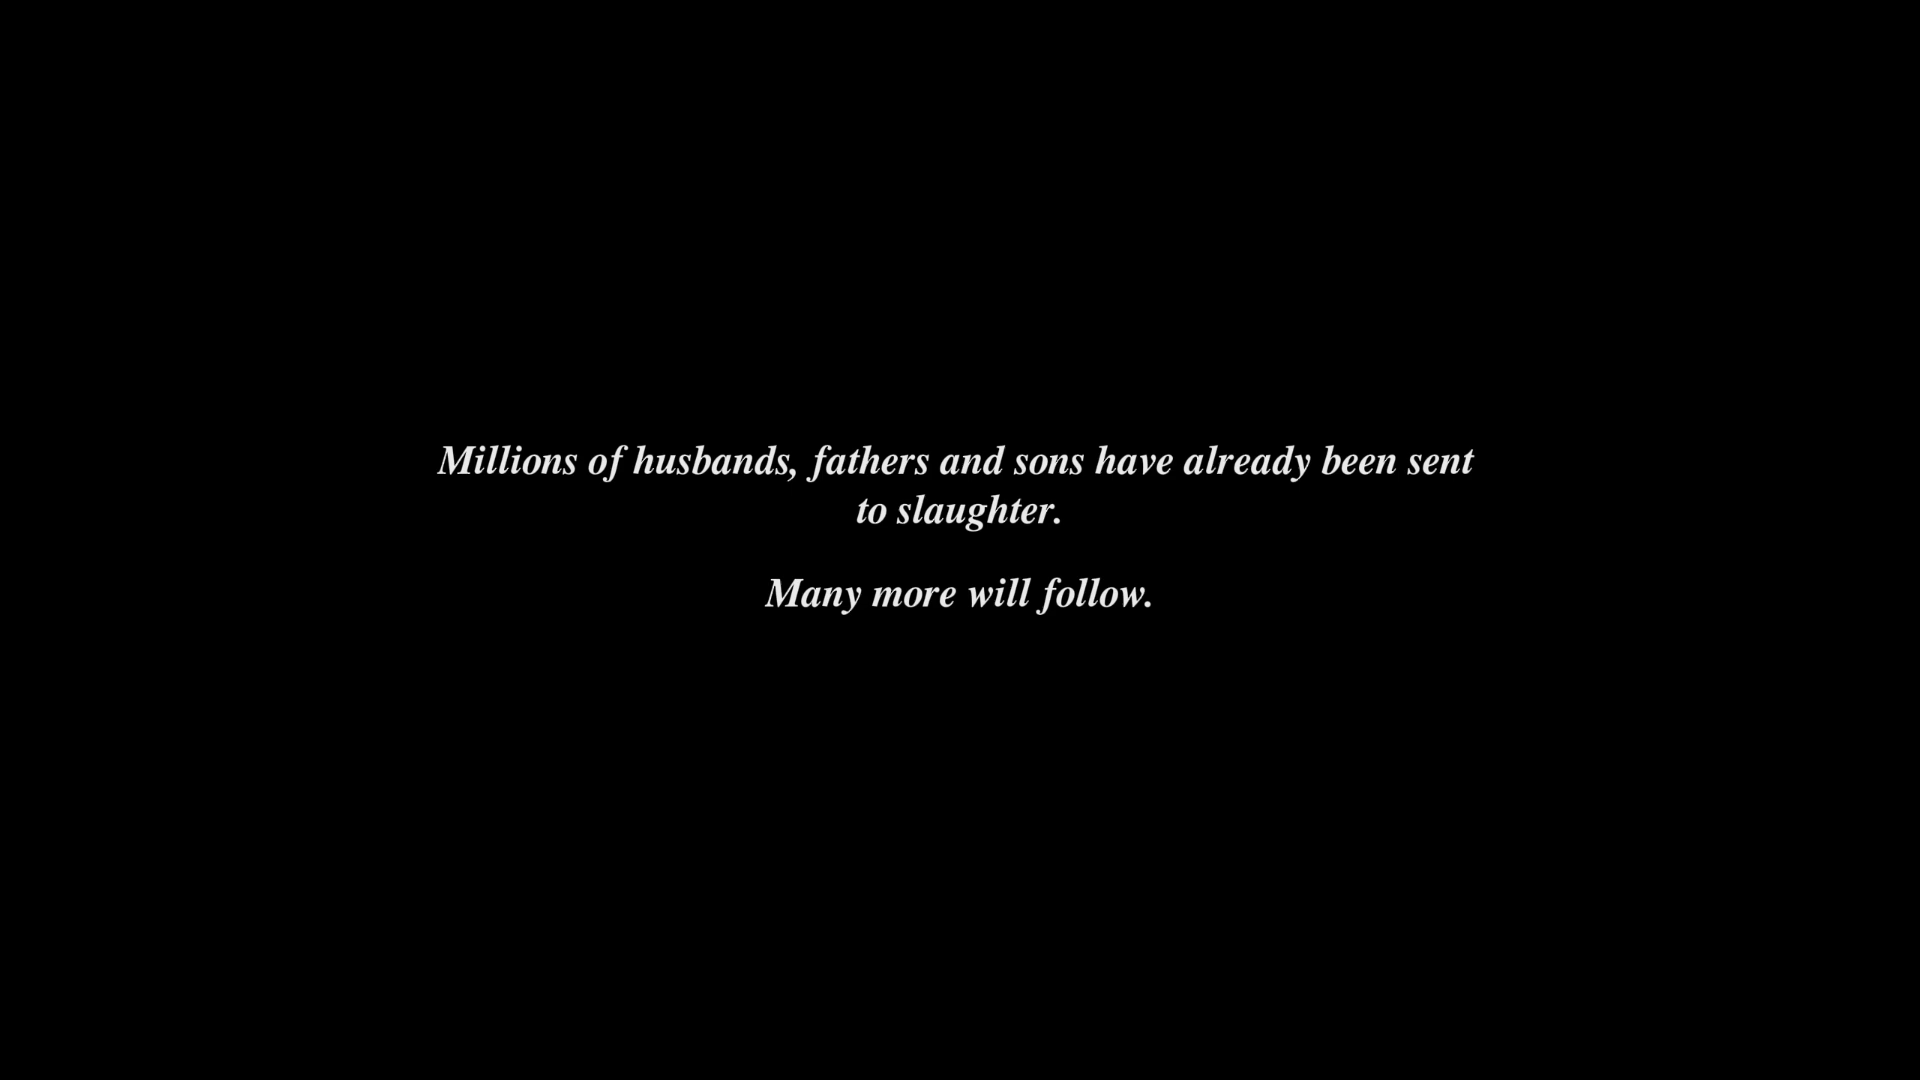 Millions of husbands, fathers and sons have already been sent
to slaughter.
Many more will follow.